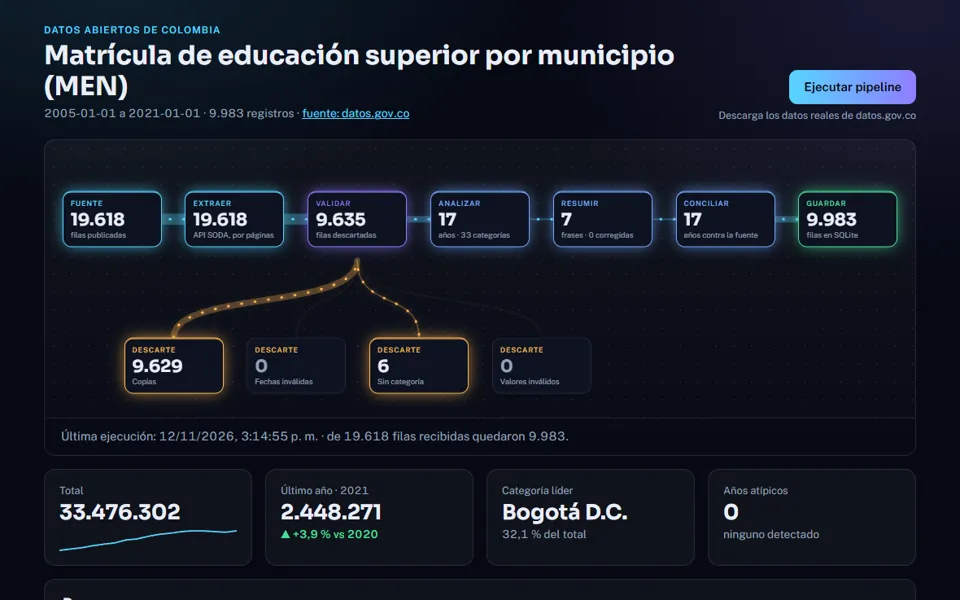 DATOS ABIERTOS DE COLOMBIA
Matrícula de educación superior por municipio
(MEN)
2005-01-01 a 2021-01-01 · 9.983 registros · fuente: datos.gov.co
Ejecutar pipeline
Descarga los datos reales de datos.gov.co
FUENTE
19.618
filas publicadas
EXTRAER
19.618
API SODA, por páginas
VALIDAR
9.635
filas descartadas
ANALIZAR
17
años · 33 categorías
RESUMIR
7
frases · 0 corregidas
CONCILIAR
17
años contra la fuente
GUARDAR
9.983
filas en SQLite
DESCARTE
9.629
Copias
DESCARTE
0
Fechas inválidas
DESCARTE
6
Sin categoría
DESCARTE
0
Valores inválidos
Última ejecución: 12/11/2026, 3:14:55 p. m. · de 19.618 filas recibidas quedaron 9.983.
Total
33.476.302
Último año · 2021
2.448.271
▲ +3,9 % vs 2020
Categoría líder
Bogotá D.C.
32,1 % del total
Años atípicos
0
ninguno detectado